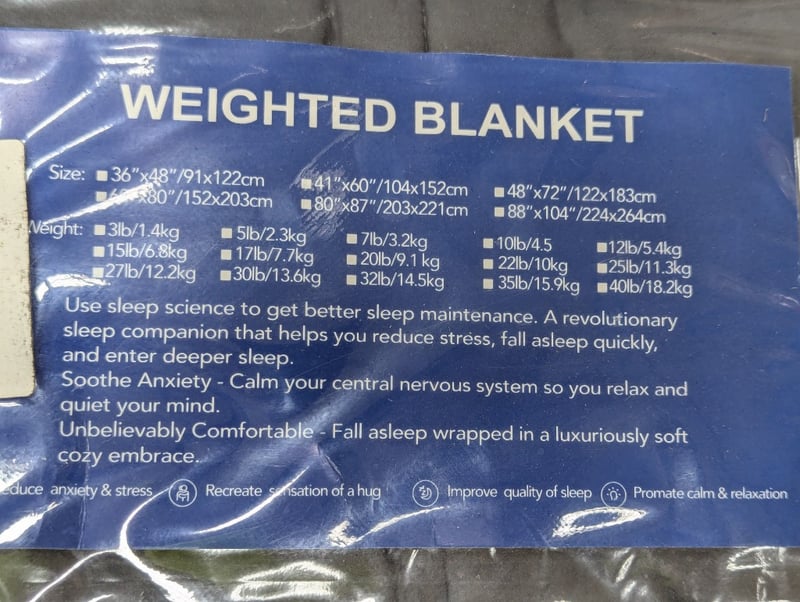 WEIGHTED BLANKET
Size: 36"x48"/91x122cm 41"x60"/104x152cm 48"x72"/122x183cm
x80"/152x203cm 80"x87"/203x221cm 88"x104"/224x264cm
Weight: 3lb/1.4kg 5lb/2.3kg 7lb/3.2kg 10lb/4.5 12lb/5.4kg
15lb/6.8kg 17lb/7.7kg 20lb/9.1 kg 22lb/10kg 25lb/11.3kg
27lb/12.2kg 30lb/13.6kg 32lb/14.5kg 35lb/15.9kg 40lb/18.2kg
Use sleep science to get better sleep maintenance. A revolutionary
sleep companion that helps you reduce stress, fall asleep quickly,
and enter deeper sleep.
Soothe Anxiety - Calm your central nervous system so you relax and
quiet your mind.
Unbelievably Comfortable - Fall asleep wrapped in a luxuriously soft
cozy embrace.
educe anxiety & stress Recreate sensation of a hug Improve quality of sleep Promate calm & relaxation